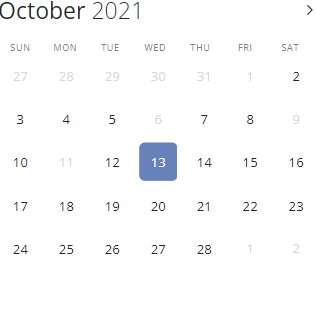 October 2021
SUN MON TUE WED THU FRI SAT
27 28 29 30 31 1 2
3 4 5 6 7 8 9
10 11 12 13 14 15 16
17 18 19 20 21 22 23
24 25 26 27 28 1 2